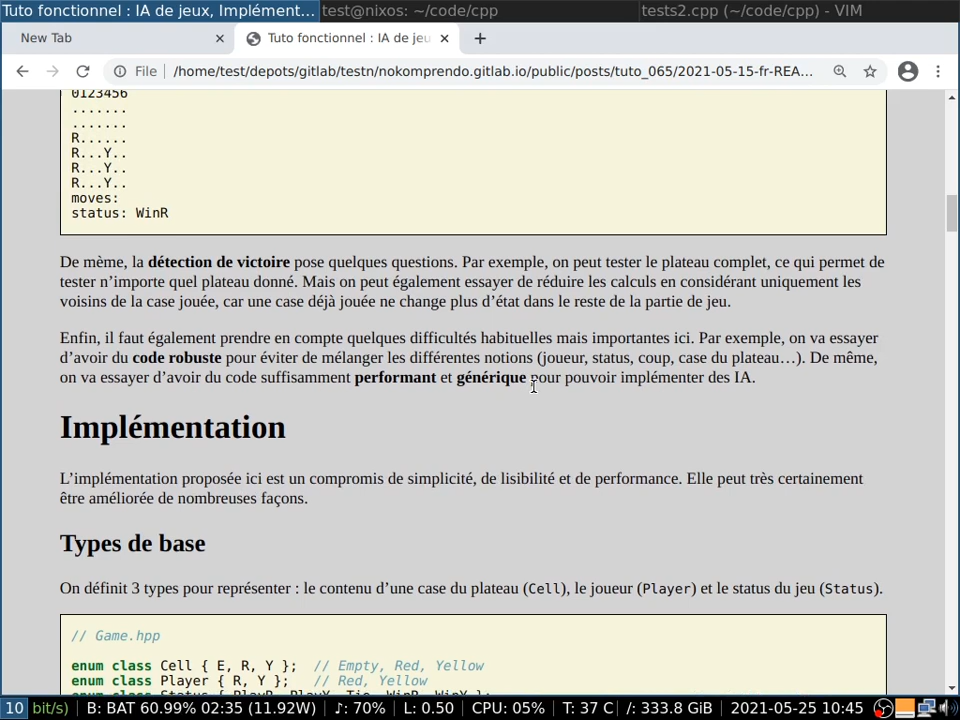 Tuto fonctionnel : IA de jeux, Implément... test@nixos: ~/code/cpp tests2.cpp (~/code/cpp) - VIM
New Tab Tuto fonctionnel : IA de jeu
File /home/test/depots/gitlab/testn/nokomprendo.gitlab.io/public/posts/tuto_065/2021-05-15-fr-REA...
0123456
.......
.......
R......
R...Y..
R...Y..
R...Y..
moves:
status: WinR
De mème, la détection de victoire pose quelques questions. Par exemple, on peut tester le plateau complet, ce qui permet de
tester n’importe quel plateau donné. Mais on peut également essayer de réduire les calculs en considérant uniquement les
voisins de la case jouée, car une case déjà jouée ne change plus d’état dans le reste de la partie de jeu.
Enfin, il faut également prendre en compte quelques difficultés habituelles mais importantes ici. Par exemple, on va essayer
d’avoir du code robuste pour éviter de mélanger les différentes notions (joueur, status, coup, case du plateau…). De même,
on va essayer d’avoir du code suffisamment performant et générique pour pouvoir implémenter des IA.
Implémentation
L’implémentation proposée ici est un compromis de simplicité, de lisibilité et de performance. Elle peut très certainement
être améliorée de nombreuses façons.
Types de base
On définit 3 types pour représenter : le contenu d’une case du plateau (Cell), le joueur (Player) et le status du jeu (Status).
// Game.hpp
enum class Cell { E, R, Y };  // Empty, Red, Yellow
enum class Player { R, Y };   // Red, Yellow
enum class Status { PlayR, PlayY, Tie, WinR, WinY };
10 bit/s) B: BAT 60.99% 02:35 (11.92W) ♪: 70% L: 0.50 CPU: 05% T: 37 C /: 333.8 GiB 2021-05-25 10:45